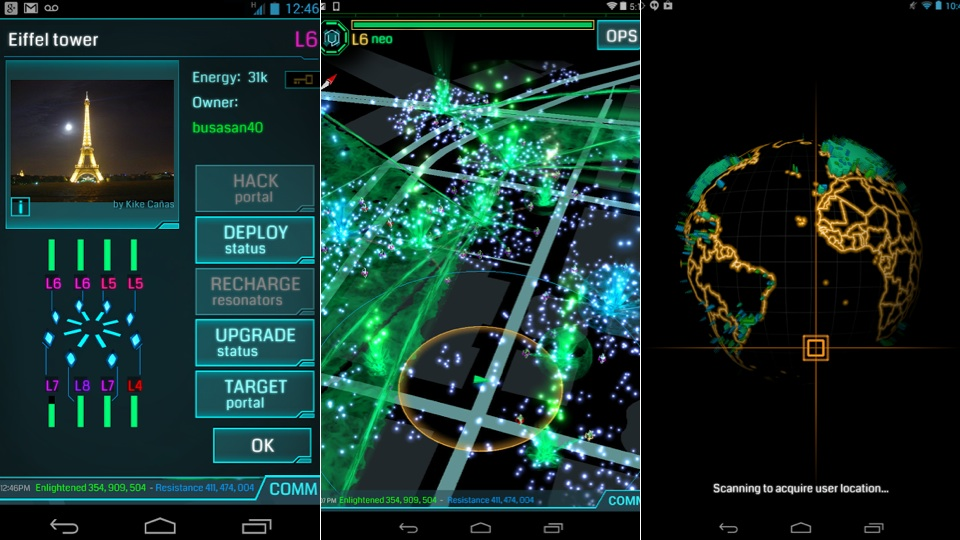 H 12:46
Eiffel tower L6
Energy: 31k
Owner:
busasan40
by Kike Cañas
HACK
portal
DEPLOY
status
RECHARGE
resonators
UPGRADE
status
TARGET
portal
OK
L6 L6 L5 L5
L7 L8 L7 L4
12:46PM Enlightened 354, 909, 504 - Resistance 411, 474, 004
COMM
L6 neo
OPS
PM Enlightened 354, 909, 504 - Resistance 411, 474, 004
COMM
Scanning to acquire user location...